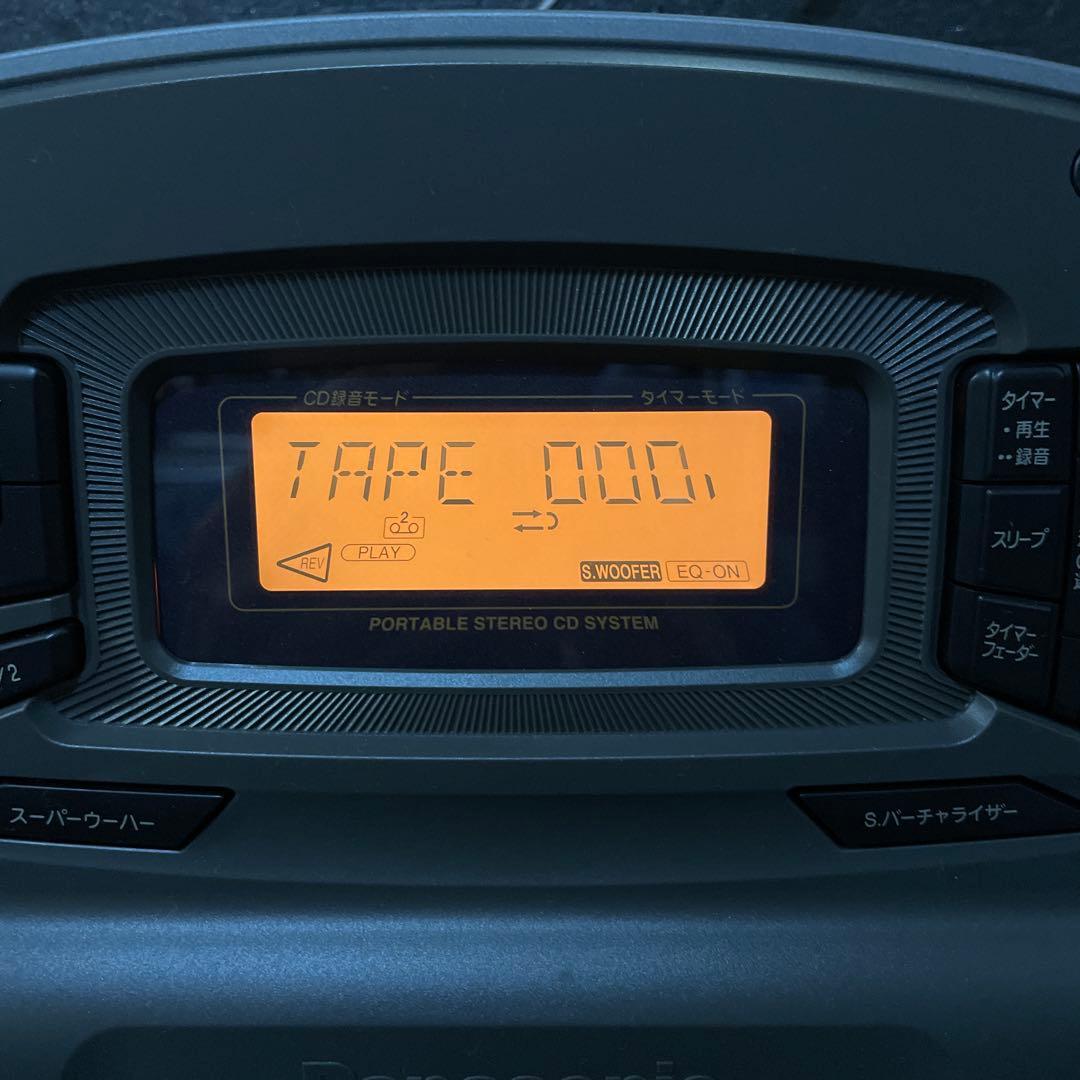 CD録音モード
タイマーモード
TAPE 000
2
REV
PLAY
S.WOOFER
EQ-ON
PORTABLE STEREO CD SYSTEM
タイマー
・再生
・・録音
スリープ
タイマー
フェーダー
スーパーウーハー
S.バーチャライザー
Panasonic